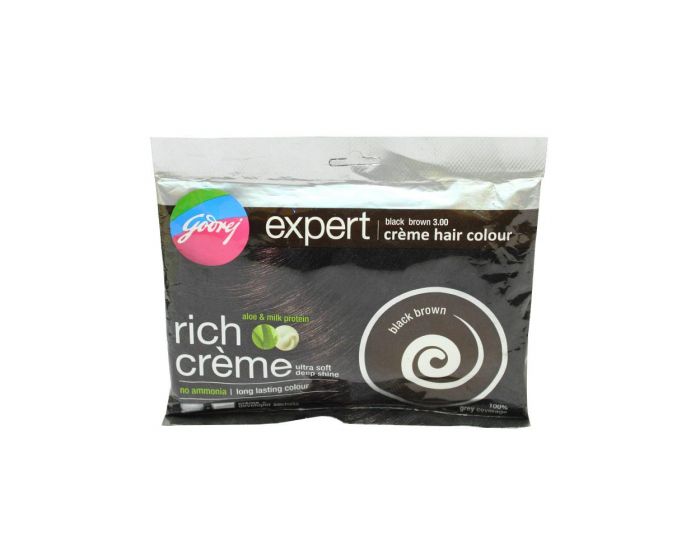 Godrej
expert
black brown 3.00
crème hair colour
aloe & milk protein
rich
crème
ultra soft
deep shine
no ammonia | long lasting colour
black brown
100%
grey coverage